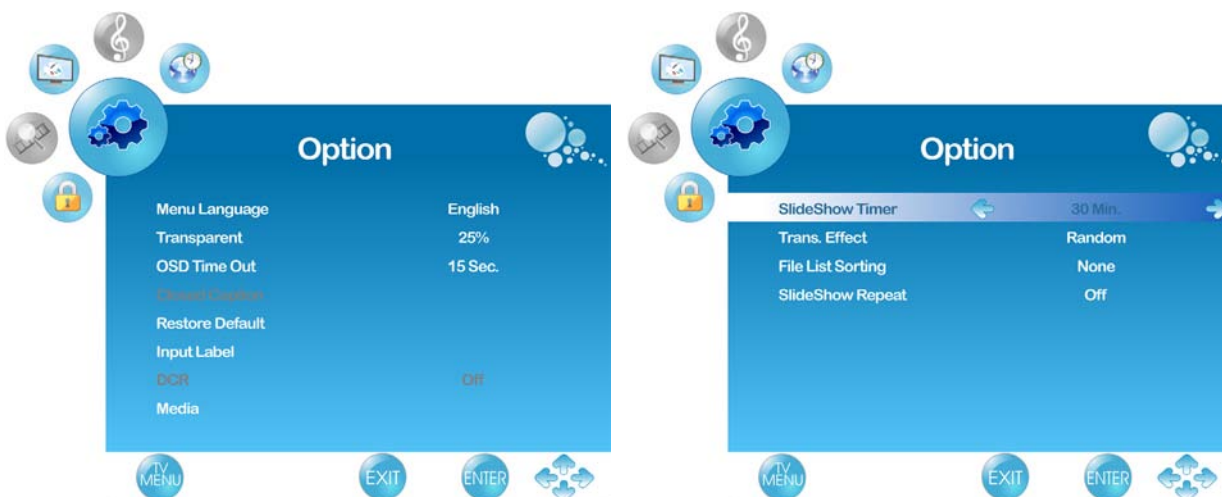 Option
Menu Language English
Transparent 25%
OSD Time Out 15 Sec.
Closed Caption
Restore Default
Input Label
DCR Off
Media
TV MENU EXIT ENTER
Option
SlideShow Timer 30 Min.
Trans. Effect Random
File List Sorting None
SlideShow Repeat Off
TV MENU EXIT ENTER